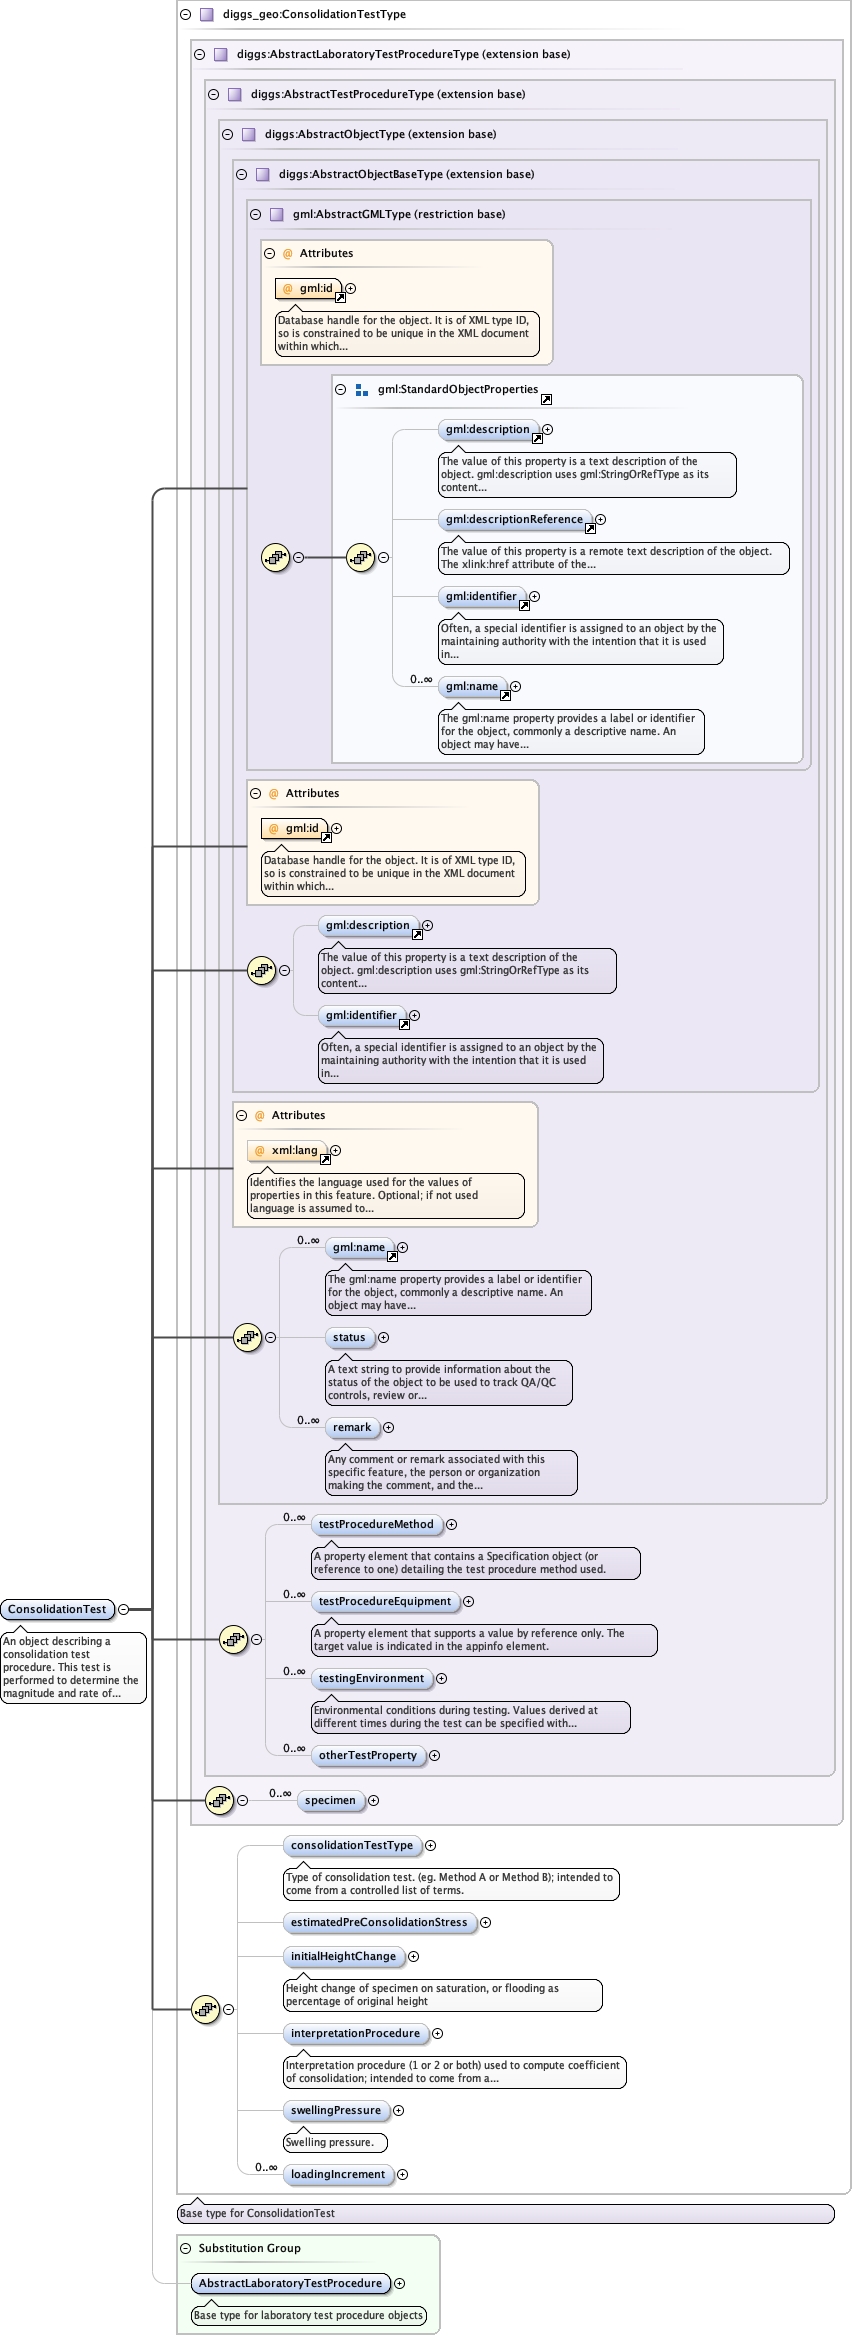 diggs_geo:ConsolidationTestType
diggs:AbstractLaboratoryTestProcedureType (extension base)
diggs:AbstractTestProcedureType (extension base)
diggs:AbstractObjectType (extension base)
diggs:AbstractObjectBaseType (extension base)
gml:AbstractGMLType (restriction base)
@ Attributes
@ gml:id
Database handle for the object. It is of XML type ID,
so is constrained to be unique in the XML document
within which...
gml:StandardObjectProperties
gml:description
The value of this property is a text description of the
object. gml:description uses gml:StringOrRefType as its
content...
gml:descriptionReference
The value of this property is a remote text description of the object.
The xlink:href attribute of the...
gml:identifier
Often, a special identifier is assigned to an object by the
maintaining authority with the intention that it is used
in...
0..∞
gml:name
The gml:name property provides a label or identifier
for the object, commonly a descriptive name. An
object may have...
@ Attributes
@ gml:id
Database handle for the object. It is of XML type ID,
so is constrained to be unique in the XML document
within which...
gml:description
The value of this property is a text description of the
object. gml:description uses gml:StringOrRefType as its
content...
gml:identifier
Often, a special identifier is assigned to an object by the
maintaining authority with the intention that it is used
in...
@ Attributes
@ xml:lang
Identifies the language used for the values of
properties in this feature. Optional; if not used
language is assumed to...
0..∞
gml:name
The gml:name property provides a label or identifier
for the object, commonly a descriptive name. An
object may have...
status
A text string to provide information about the
status of the object to be used to track QA/QC
controls, review or...
0..∞
remark
Any comment or remark associated with this
specific feature, the person or organization
making the comment, and the...
0..∞
testProcedureMethod
A property element that contains a Specification object (or
reference to one) detailing the test procedure method used.
0..∞
testProcedureEquipment
A property element that supports a value by reference only. The
target value is indicated in the appinfo element.
0..∞
testingEnvironment
Environmental conditions during testing. Values derived at
different times during the test can be specified with...
0..∞
otherTestProperty
ConsolidationTest
An object describing a
consolidation test
procedure. This test is
performed to determine the
magnitude and rate of...
0..∞
specimen
consolidationTestType
Type of consolidation test. (eg. Method A or Method B); intended to
come from a controlled list of terms.
estimatedPreConsolidationStress
initialHeightChange
Height change of specimen on saturation, or flooding as
percentage of original height
interpretationProcedure
Interpretation procedure (1 or 2 or both) used to compute coefficient
of consolidation; intended to come from a...
swellingPressure
Swelling pressure.
0..∞
loadingIncrement
Base type for ConsolidationTest
Substitution Group
AbstractLaboratoryTestProcedure
Base type for laboratory test procedure objects